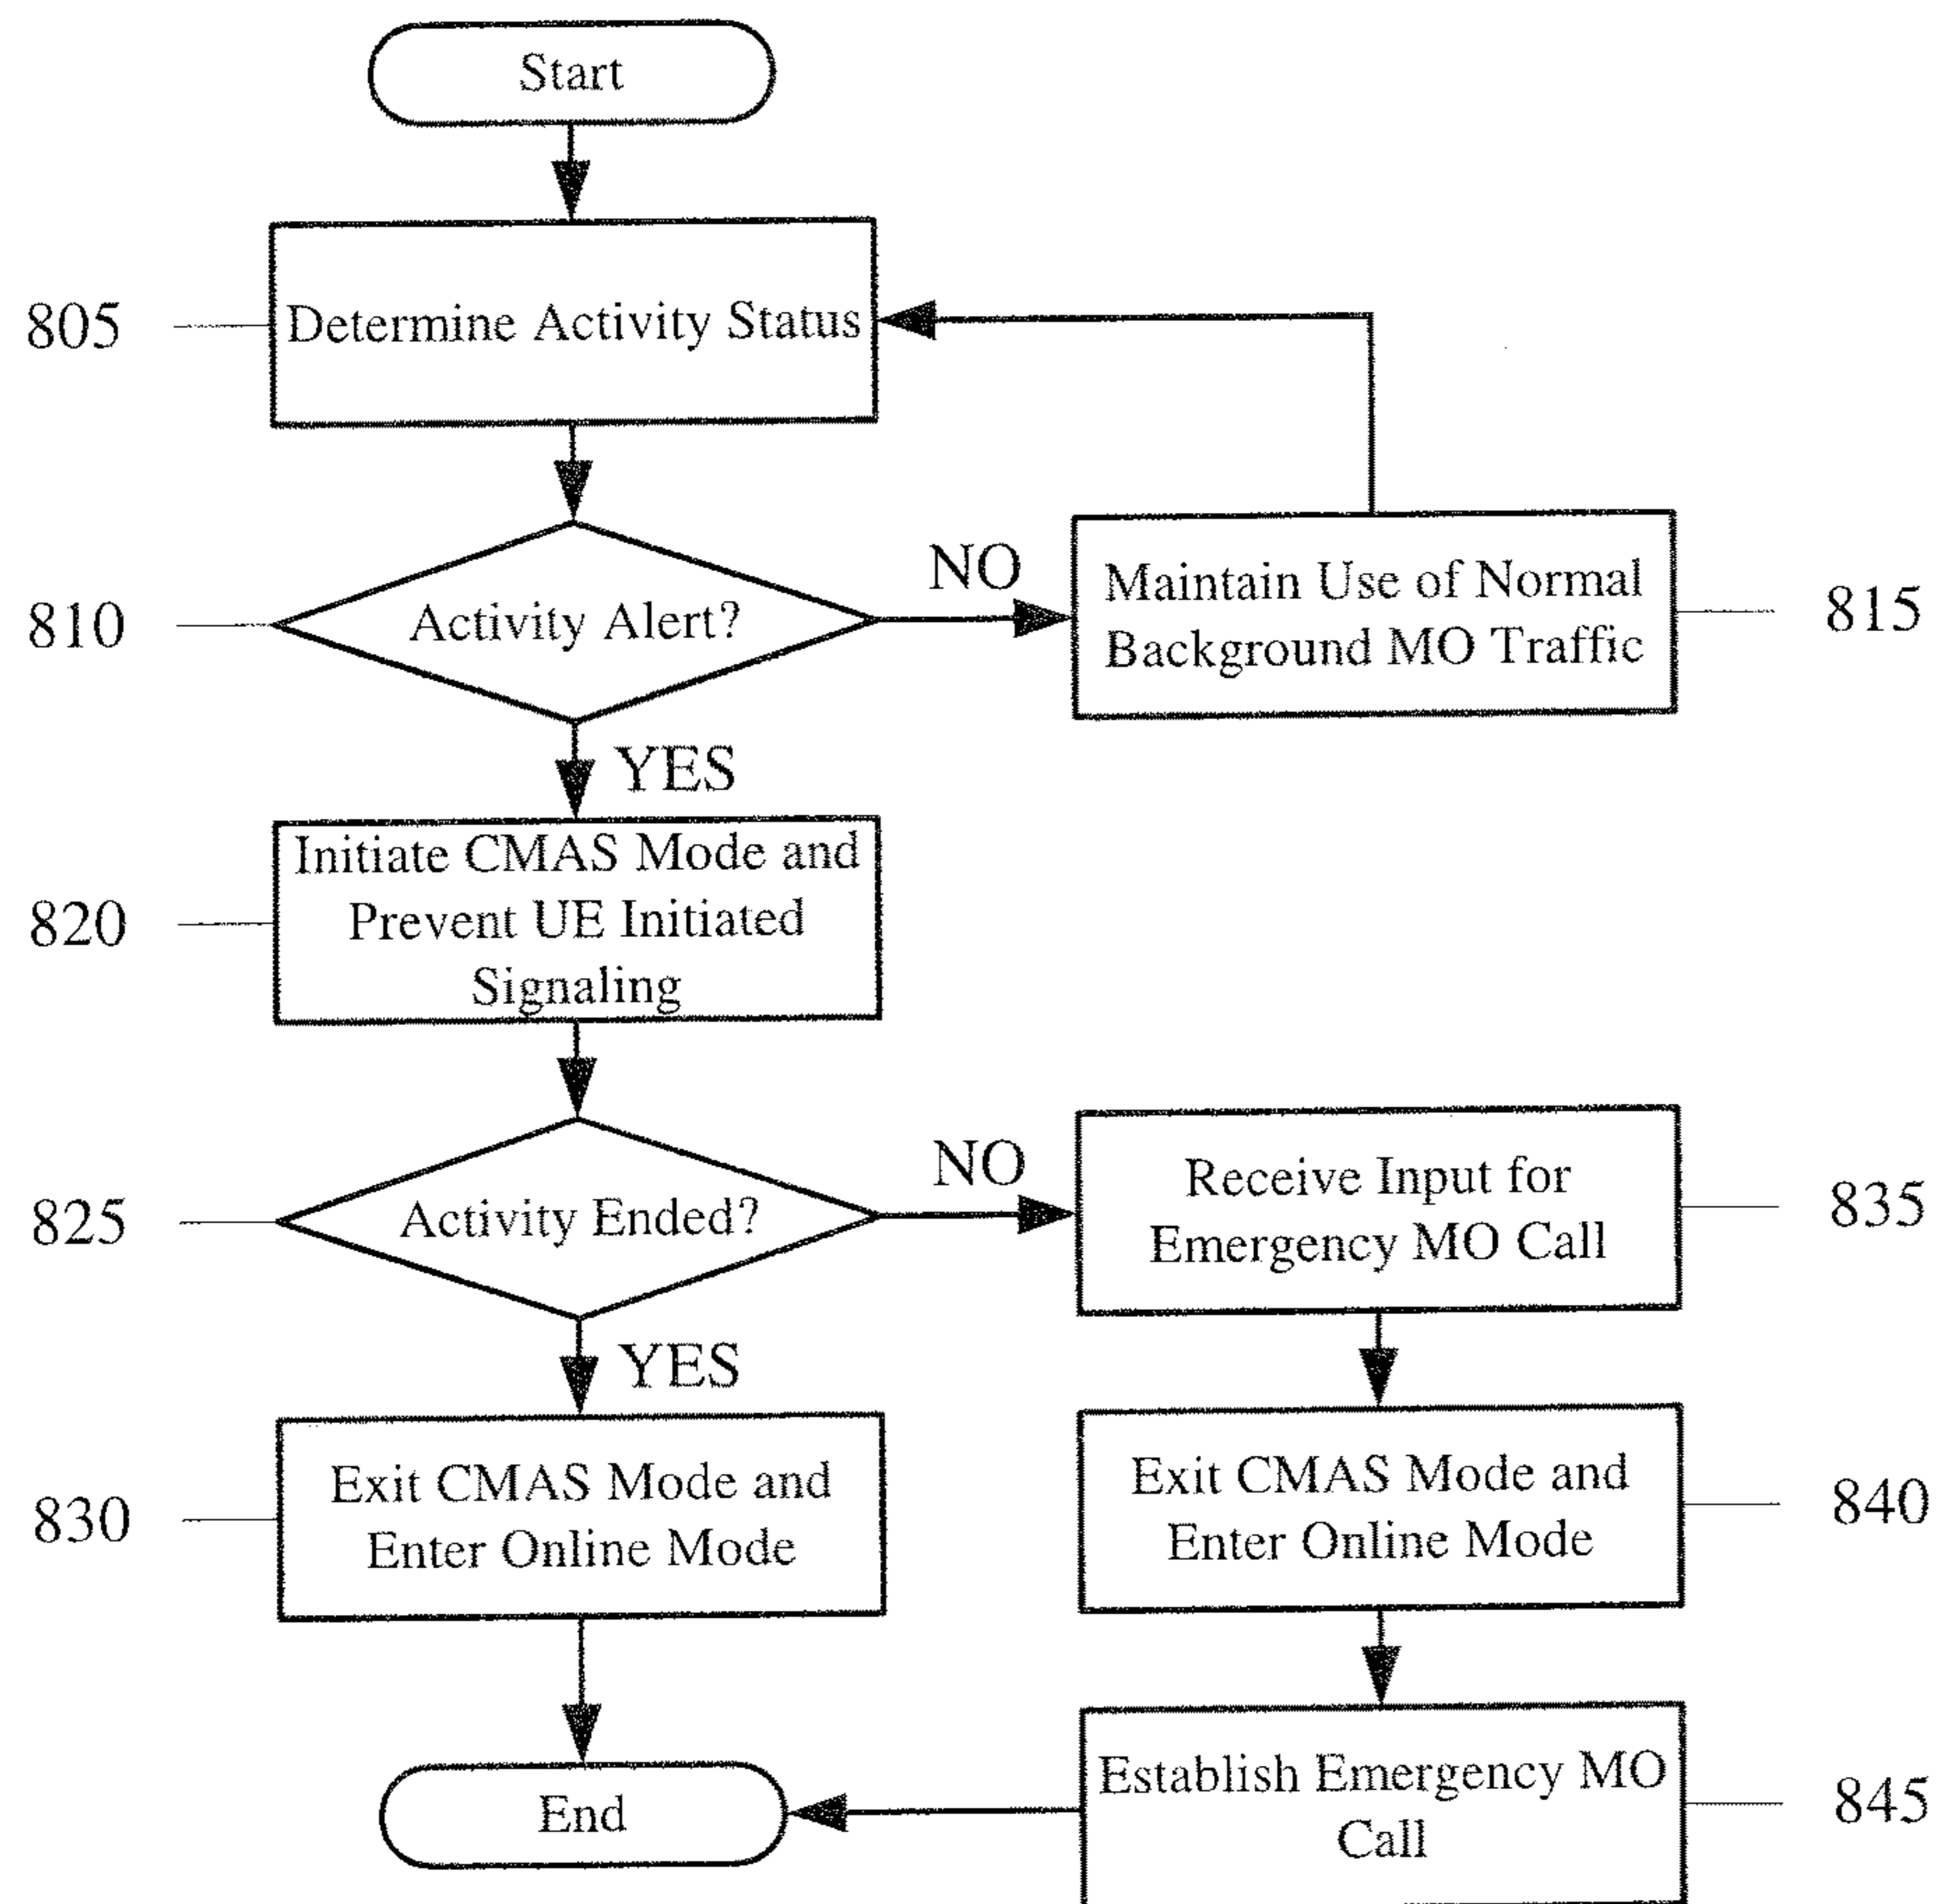 Start
805
Determine Activity Status
810
Activity Alert?
NO
Maintain Use of Normal
Background MO Traffic
815
YES
820
Initiate CMAS Mode and
Prevent UE Initiated
Signaling
825
Activity Ended?
NO
Receive Input for
Emergency MO Call
835
YES
830
Exit CMAS Mode and
Enter Online Mode
Exit CMAS Mode and
Enter Online Mode
840
End
Establish Emergency MO
Call
845